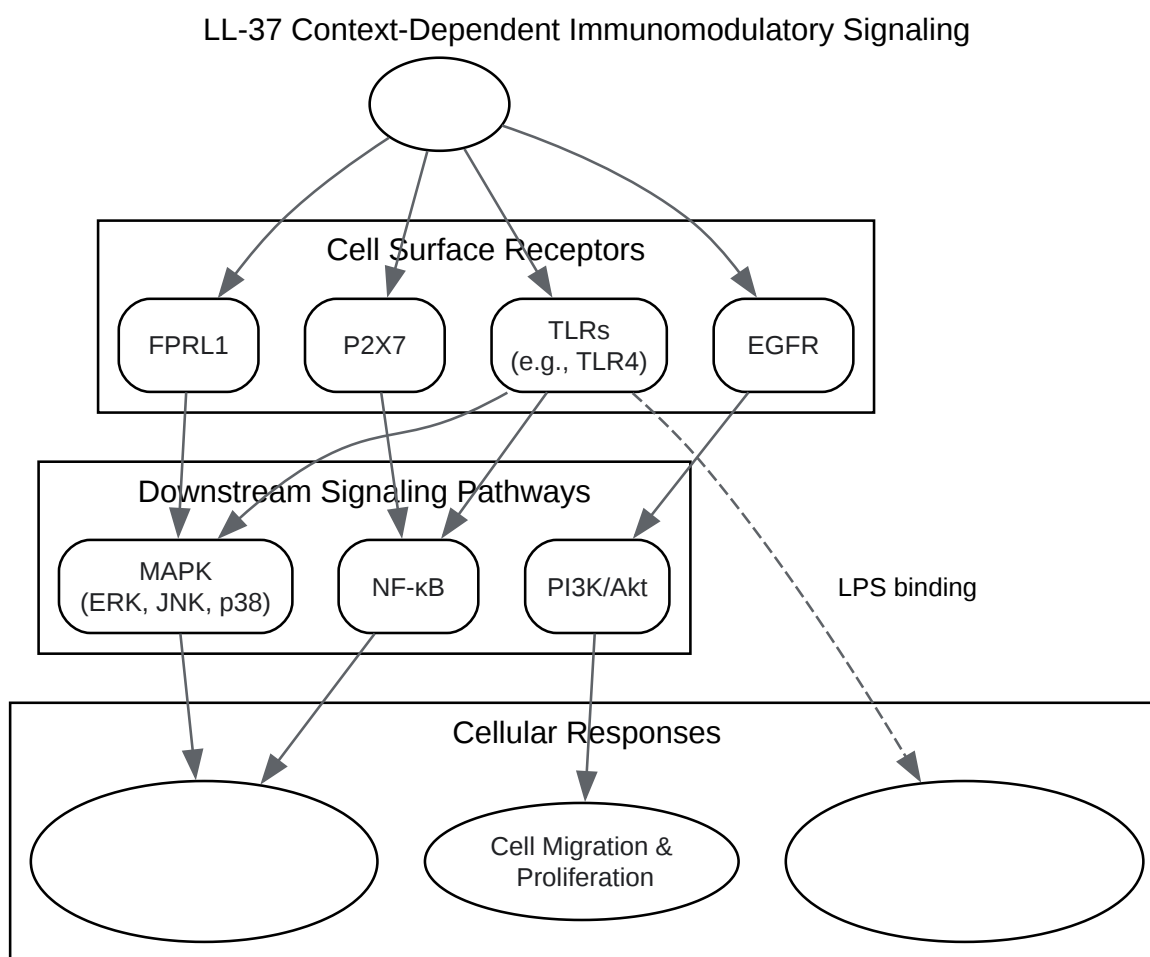 LL-37 Context-Dependent Immunomodulatory Signaling
Cell Surface Receptors
FPRL1
P2X7
TLRs
(e.g., TLR4)
EGFR
Downstream Signaling Pathways
MAPK
(ERK, JNK, p38)
NF-κB
PI3K/Akt
LPS binding
Cellular Responses
Cell Migration &
Proliferation